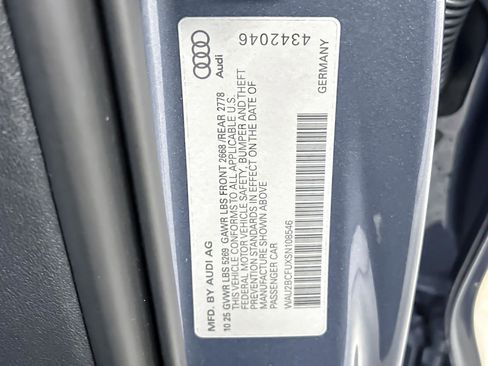 MFD. BY AUDI AG
10 25 GVWR LBS 5269 GAWR LBS FRONT 2668 /REAR 2778
THIS VEHICLE CONFORMS TO ALL APPLICABLE U.S.
FEDERAL MOTOR VEHICLE SAFETY, BUMPER AND THEFT
PREVENTION STANDARDS IN EFFECT ON THE DATE OF
MANUFACTURE SHOWN ABOVE
PASSENGER CAR
WAU2BCFUXSN108546
GERMANY
Audi
4342046